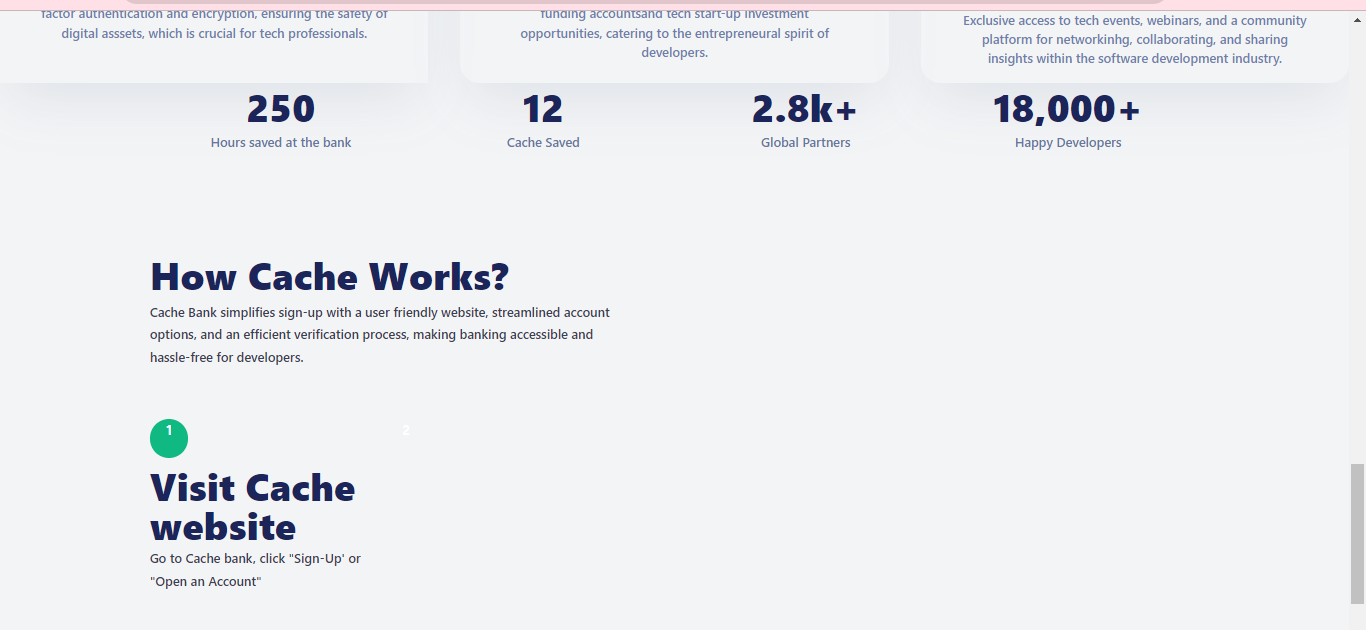 factor authentication and encryption, ensuring the safety of
digital asssets, which is crucial for tech professionals.
funding accountsand tech start-up investment
opportunities, catering to the entrepreneural spirit of
developers.
Exclusive access to tech events, webinars, and a community
platform for networkinhg, collaborating, and sharing
insights within the software development industry.
250
Hours saved at the bank
12
Cache Saved
2.8k+
Global Partners
18,000+
Happy Developers
How Cache Works?
Cache Bank simplifies sign-up with a user friendly website, streamlined account
options, and an efficient verification process, making banking accessible and
hassle-free for developers.
1
2
Visit Cache
website
Go to Cache bank, click "Sign-Up' or
"Open an Account"